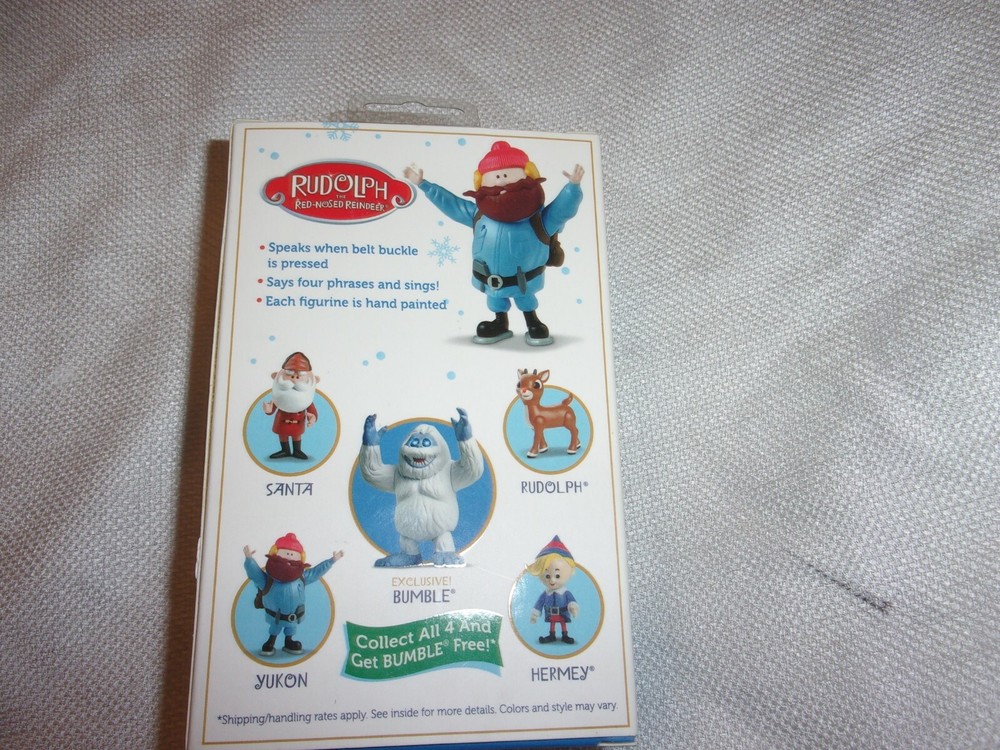 RUDOLPH
THE
RED-NOSED REINDEER®
• Speaks when belt buckle
is pressed
• Says four phrases and sings!
• Each figurine is hand painted
SANTA
RUDOLPH®
EXCLUSIVE!
BUMBLE®
Collect All 4 And
Get BUMBLE® Free!*
YUKON
HERMEY®
*Shipping/handling rates apply. See inside for more details. Colors and style may vary.